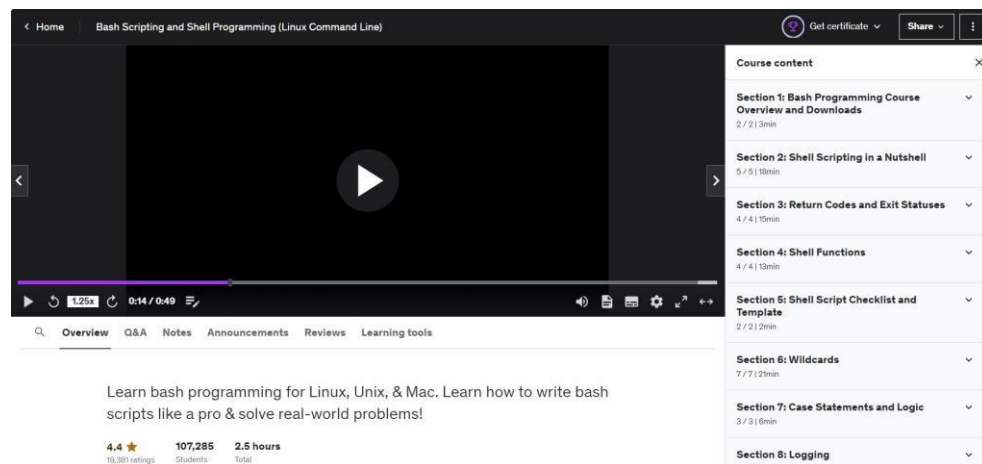 Home
Bash Scripting and Shell Programming (Linux Command Line)
Get certificate
Share
Course content
Section 1: Bash Programming Course
Overview and Downloads
2 / 2 | 3min
Section 2: Shell Scripting in a Nutshell
5 / 5 | 18min
Section 3: Return Codes and Exit Statuses
4 / 4 | 15min
Section 4: Shell Functions
4 / 4 | 13min
Section 5: Shell Script Checklist and
Template
2 / 2 | 2min
Section 6: Wildcards
7 / 7 | 21min
Section 7: Case Statements and Logic
3 / 3 | 6min
Section 8: Logging
1.25x
0:14 / 0:49
Overview
Q&A
Notes
Announcements
Reviews
Learning tools
Learn bash programming for Linux, Unix, & Mac. Learn how to write bash
scripts like a pro & solve real-world problems!
4.4 ★
107,285
2.5 hours
19,381 ratings
Students
Total